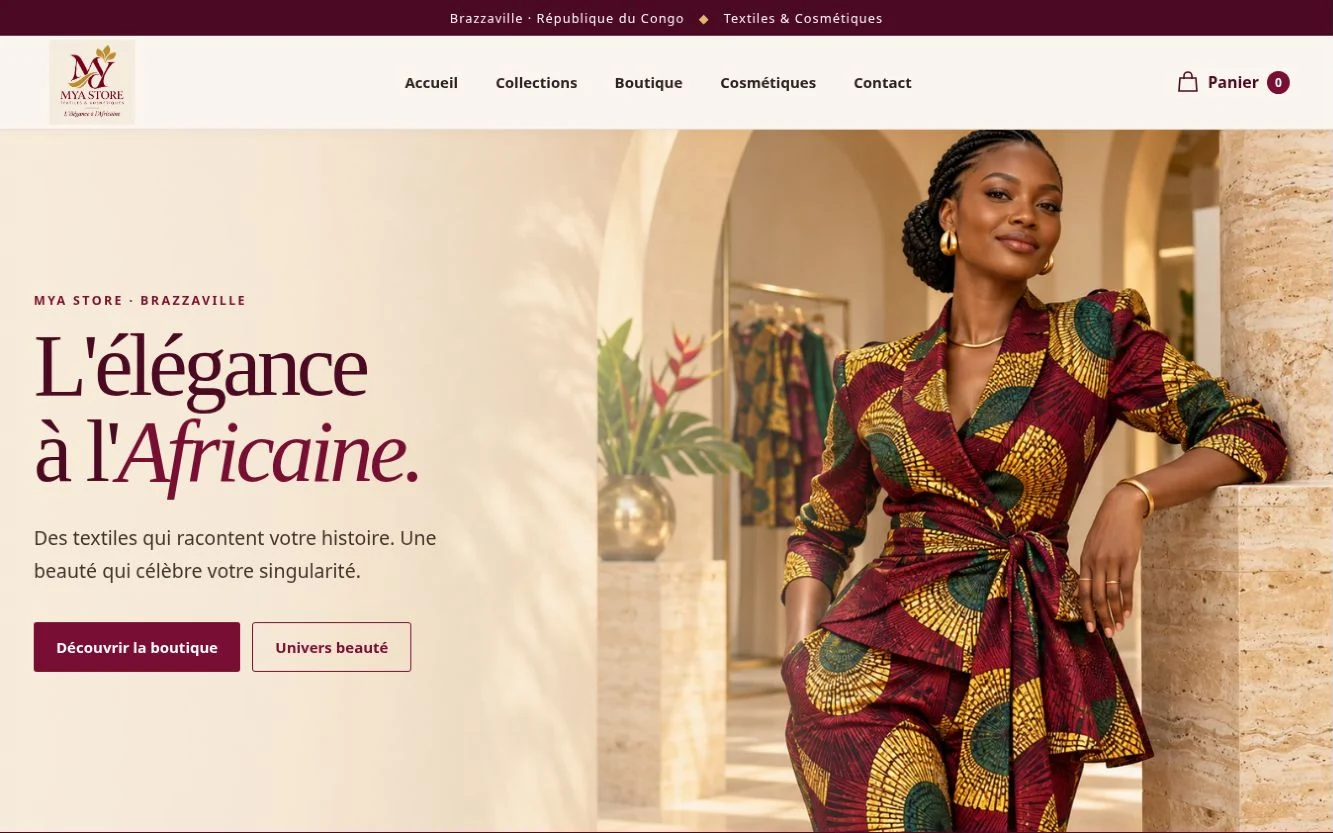 Brazzaville · République du Congo ◆ Textiles & Cosmétiques
MYA STORE
TEXTILES & COSMÉTIQUES
L'élégance à l'Africaine
Accueil Collections Boutique Cosmétiques Contact
Panier 0
MYA STORE · BRAZZAVILLE
L'élégance
à l'Africaine.
Des textiles qui racontent votre histoire. Une
beauté qui célèbre votre singularité.
Découvrir la boutique Univers beauté